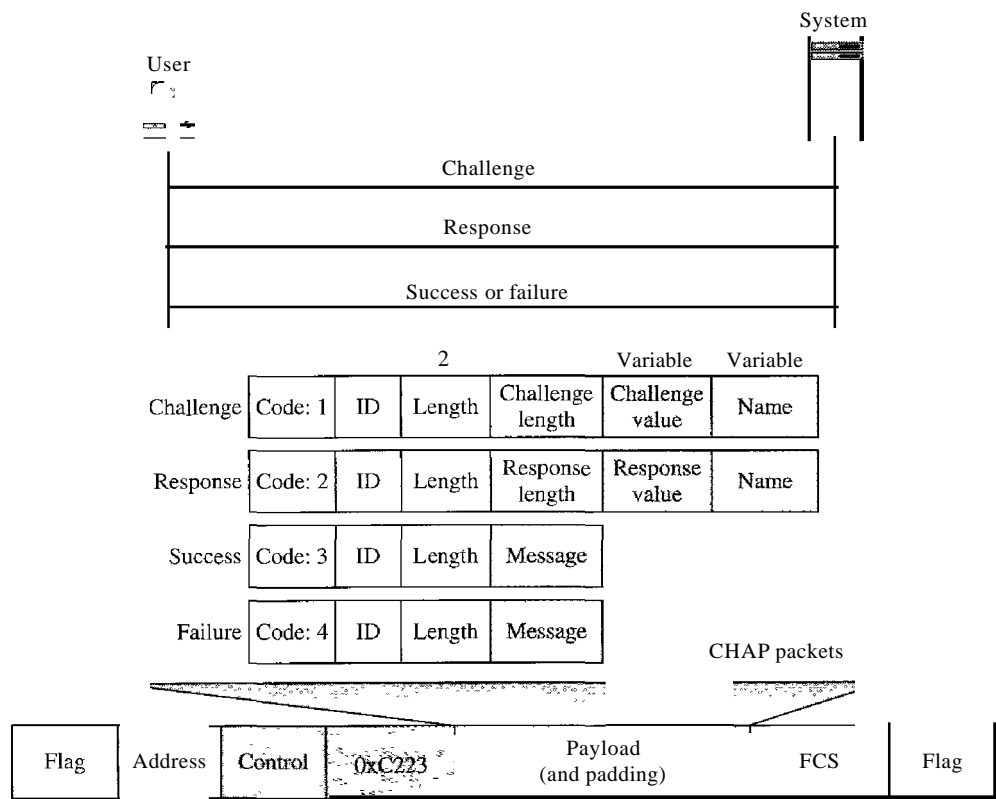 System
User
Challenge
Response
Success or failure
2 Variable Variable
Challenge Code: 1 ID Length Challenge length Challenge value Name
Response Code: 2 ID Length Response length Response value Name
Success Code: 3 ID Length Message
Failure Code: 4 ID Length Message
CHAP packets
Flag Address Control 0xC223 Payload (and padding) FCS Flag